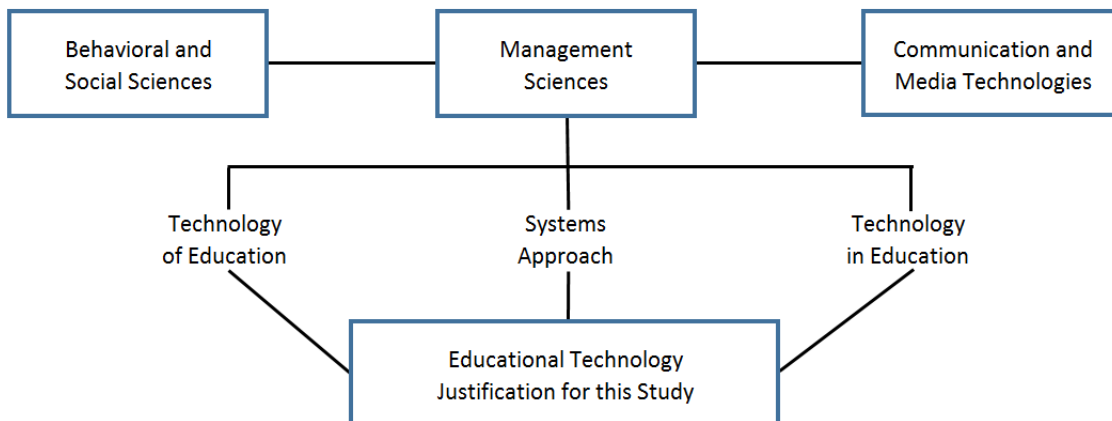 Behavioral and
Social Sciences
Management
Sciences
Communication and
Media Technologies
Technology
of Education
Systems
Approach
Technology
in Education
Educational Technology
Justification for this Study